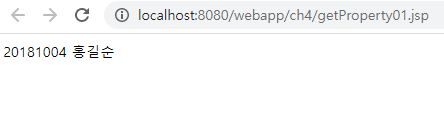 localhost:8080/webapp/ch4/getProperty01.jsp
20181004 홍길순